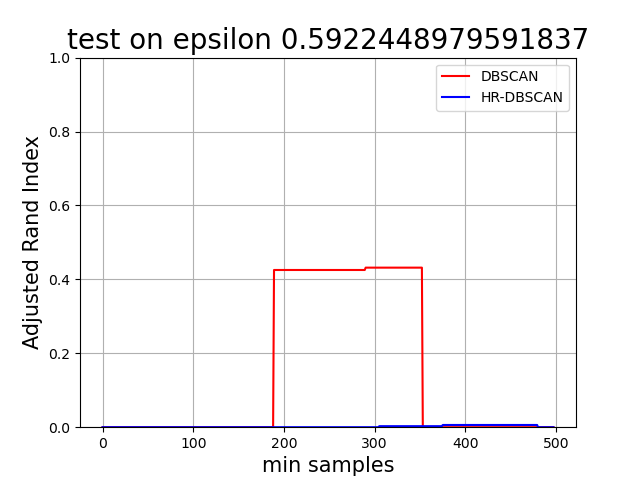 test on epsilon 0.5922448979591837
1.0
0.8
0.6
0.4
0.2
0.0
Adjusted Rand Index
DBSCAN
HR-DBSCAN
0 100 200 300 400 500
min samples